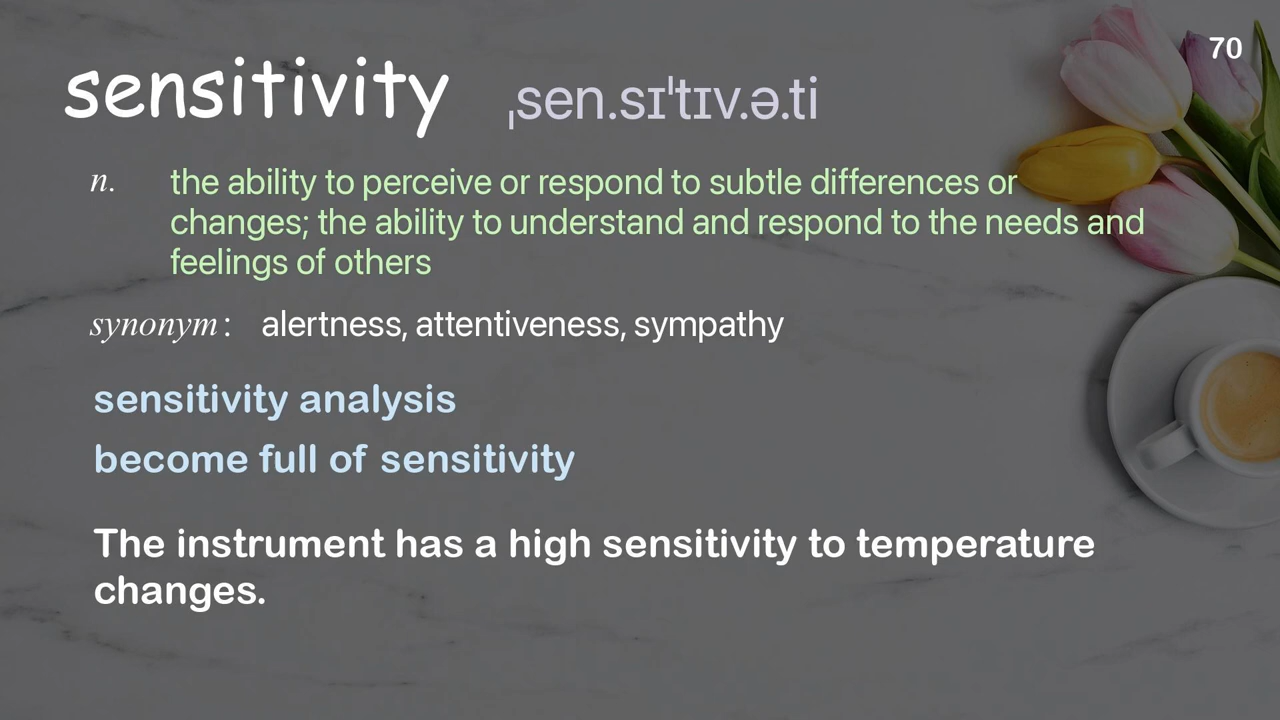 70
sensitivity ˌsen.sɪˈtɪv.ə.ti
n. the ability to perceive or respond to subtle differences or
changes; the ability to understand and respond to the needs and
feelings of others
synonym: alertness, attentiveness, sympathy
sensitivity analysis
become full of sensitivity
The instrument has a high sensitivity to temperature
changes.